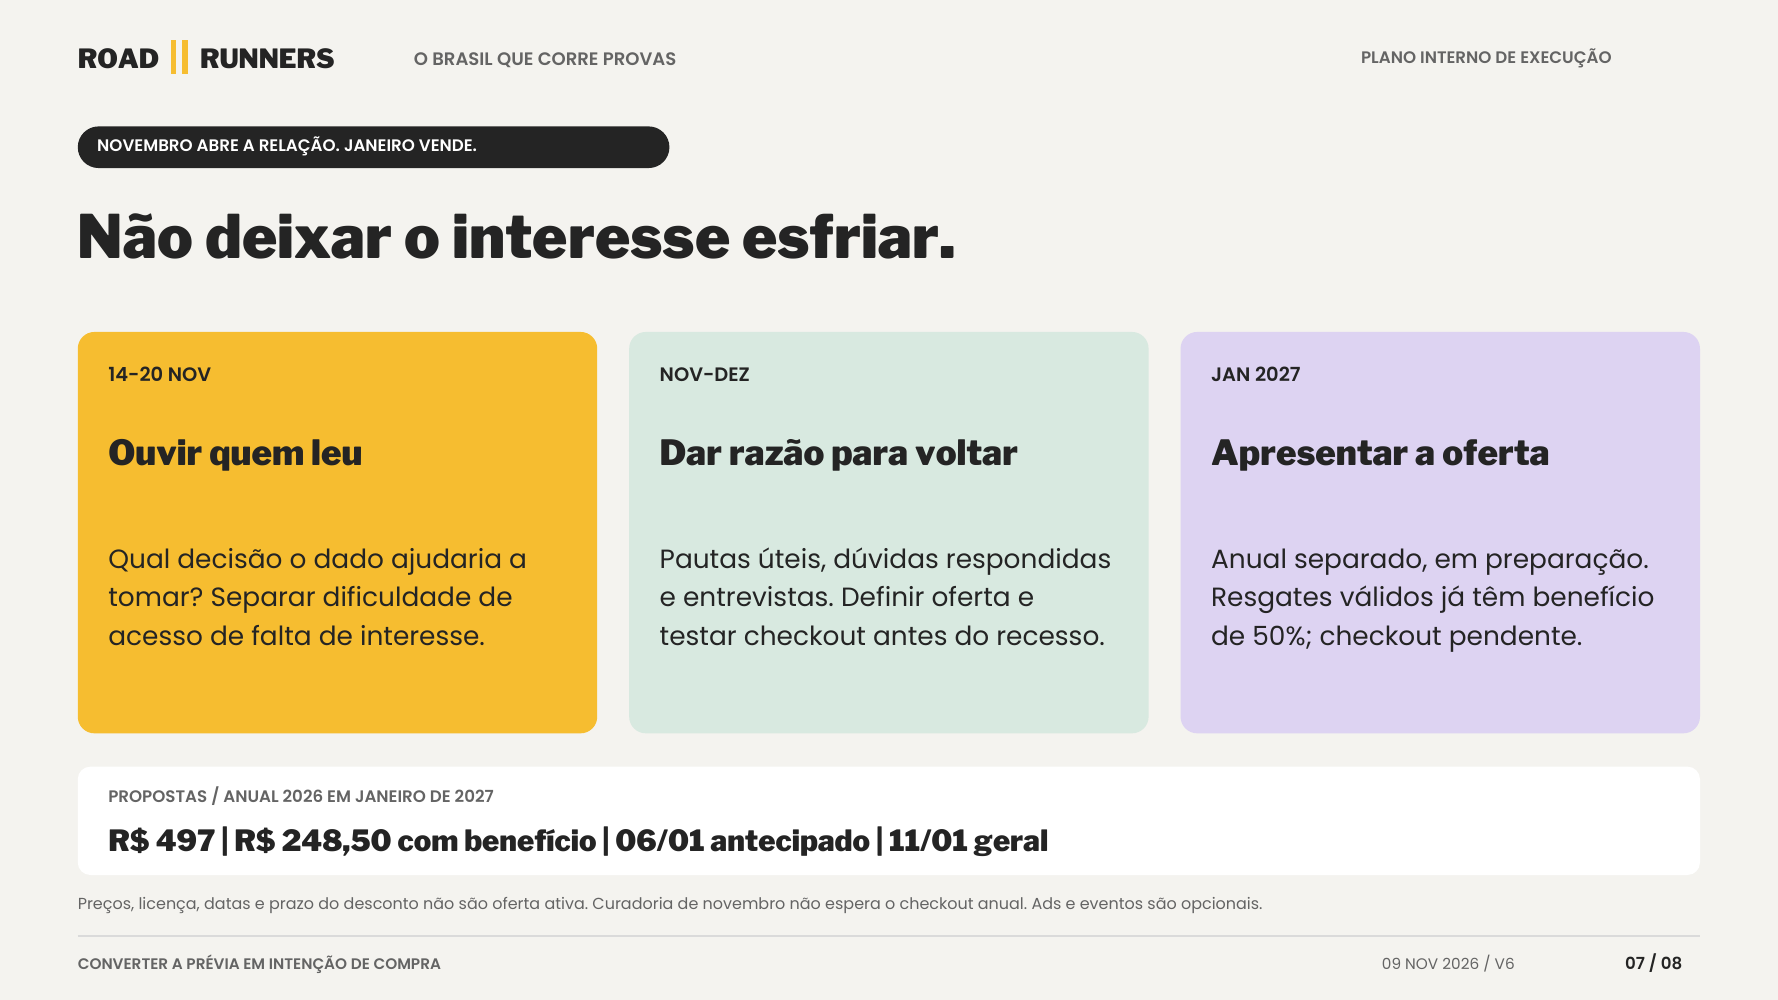 ROAD || RUNNERS
O BRASIL QUE CORRE PROVAS
PLANO INTERNO DE EXECUÇÃO
NOVEMBRO ABRE A RELAÇÃO. JANEIRO VENDE.
Não deixar o interesse esfriar.
14–20 NOV
Ouvir quem leu
Qual decisão o dado ajudaria a
tomar? Separar dificuldade de
acesso de falta de interesse.
NOV–DEZ
Dar razão para voltar
Pautas úteis, dúvidas respondidas
e entrevistas. Definir oferta e
testar checkout antes do recesso.
JAN 2027
Apresentar a oferta
Anual separado, em preparação.
Resgates válidos já têm benefício
de 50%; checkout pendente.
PROPOSTAS / ANUAL 2026 EM JANEIRO DE 2027
R$ 497 | R$ 248,50 com benefício | 06/01 antecipado | 11/01 geral
Preços, licença, datas e prazo do desconto não são oferta ativa. Curadoria de novembro não espera o checkout anual. Ads e eventos são opcionais.
CONVERTER A PRÉVIA EM INTENÇÃO DE COMPRA
09 NOV 2026 / V6
07 / 08